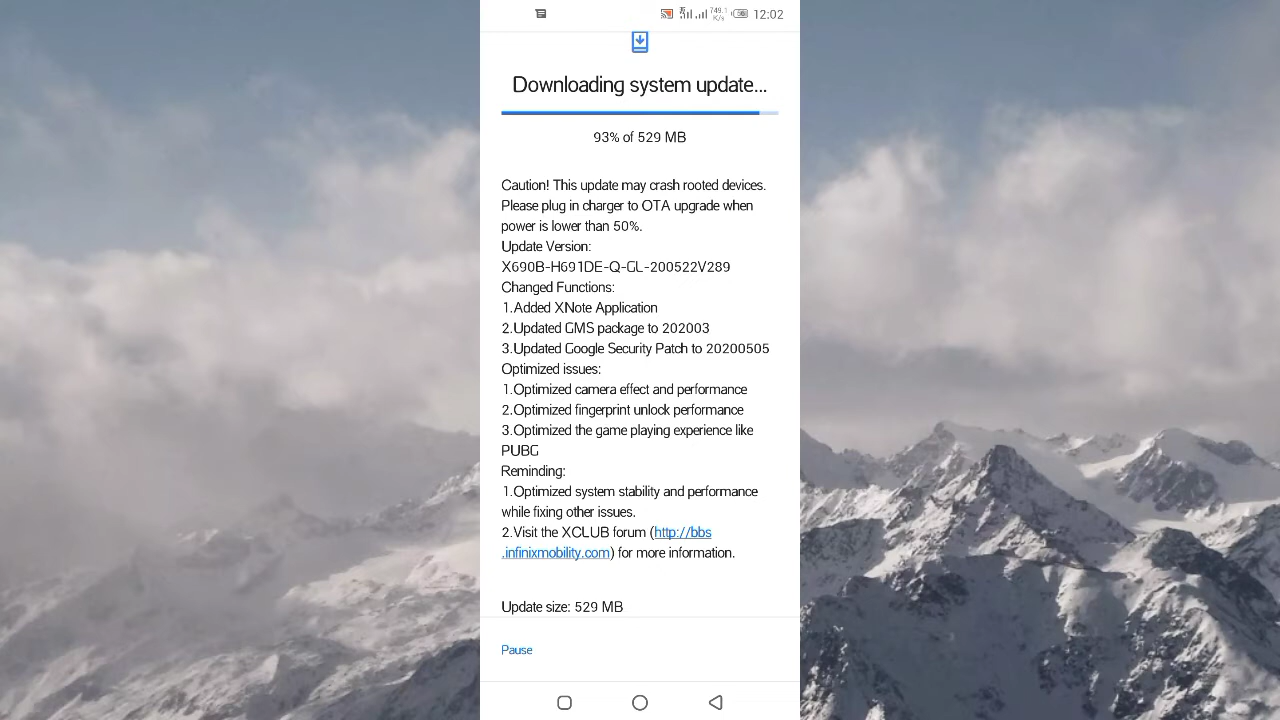 749.1
K/s
12:02
Downloading system update...
93% of 529 MB
Caution! This update may crash rooted devices.
Please plug in charger to OTA upgrade when
power is lower than 50%.
Update Version:
X690B-H691DE-Q-GL-200522V289
Changed Functions:
1.Added XNote Application
2.Updated GMS package to 202003
3.Updated Google Security Patch to 20200505
Optimized issues:
1.Optimized camera effect and performance
2.Optimized fingerprint unlock performance
3.Optimized the game playing experience like
PUBG
Reminding:
1.Optimized system stability and performance
while fixing other issues.
2.Visit the XCLUB forum (http://bbs
.infinixmobility.com) for more information.
Update size: 529 MB
Pause